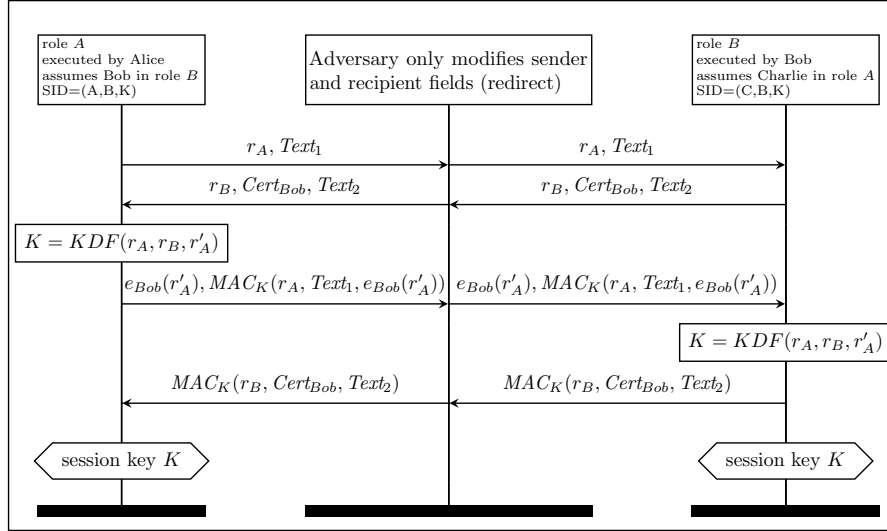 role A
executed by Alice
assumes Bob in role B
SID=(A,B,K)
Adversary only modifies sender
and recipient fields (redirect)
role B
executed by Bob
assumes Charlie in role A
SID=(C,B,K)
r_A, Text_1
r_A, Text_1
r_B, Cert_Bob, Text_2
r_B, Cert_Bob, Text_2
K = KDF(r_A, r_B, r'_A)
e_Bob(r'_A), MAC_K(r_A, Text_1, e_Bob(r'_A))
e_Bob(r'_A), MAC_K(r_A, Text_1, e_Bob(r'_A))
K = KDF(r_A, r_B, r'_A)
MAC_K(r_B, Cert_Bob, Text_2)
MAC_K(r_B, Cert_Bob, Text_2)
session key K
session key K